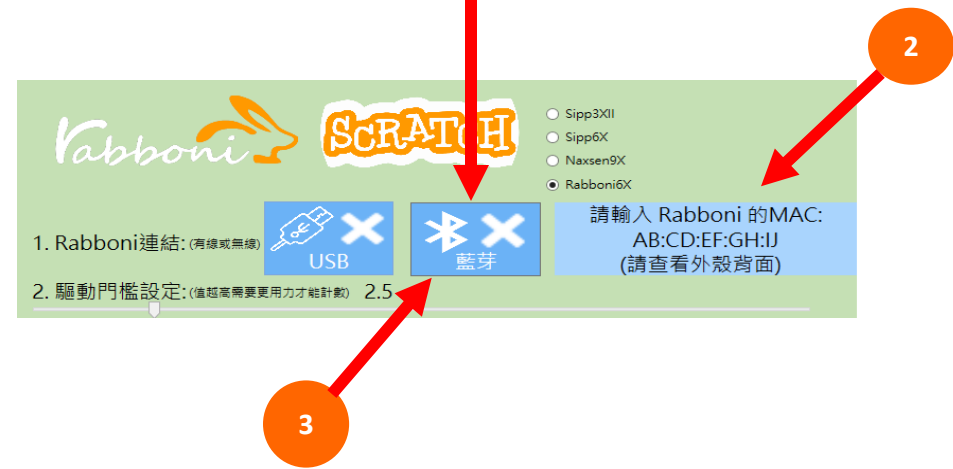 2
rabboni
SCRATCH
Sipp3XII
Sipp6X
Naxsen9X
Rabboni6X
1. Rabboni連結:(有線或無線)
USB
藍芽
請輸入 Rabboni 的MAC:
AB:CD:EF:GH:IJ
(請查看外殼背面)
2. 驅動門檻設定:(值越高需要更用力才能計數) 2.5
3